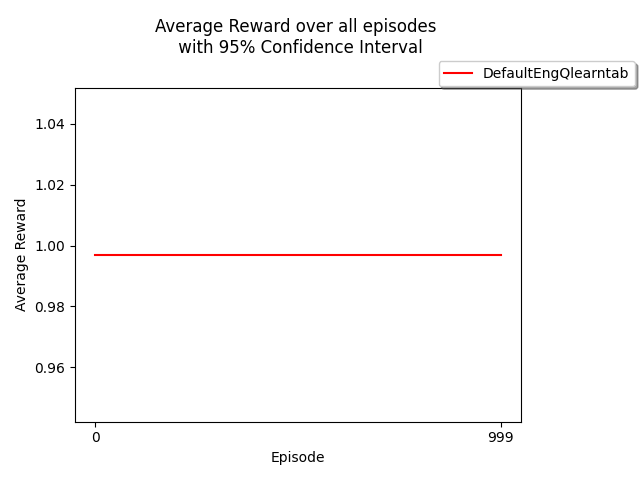 Average Reward over all episodes
with 95% Confidence Interval
DefaultEngQlearntab
1.04
1.02
1.00
0.98
0.96
Average Reward
0
999
Episode